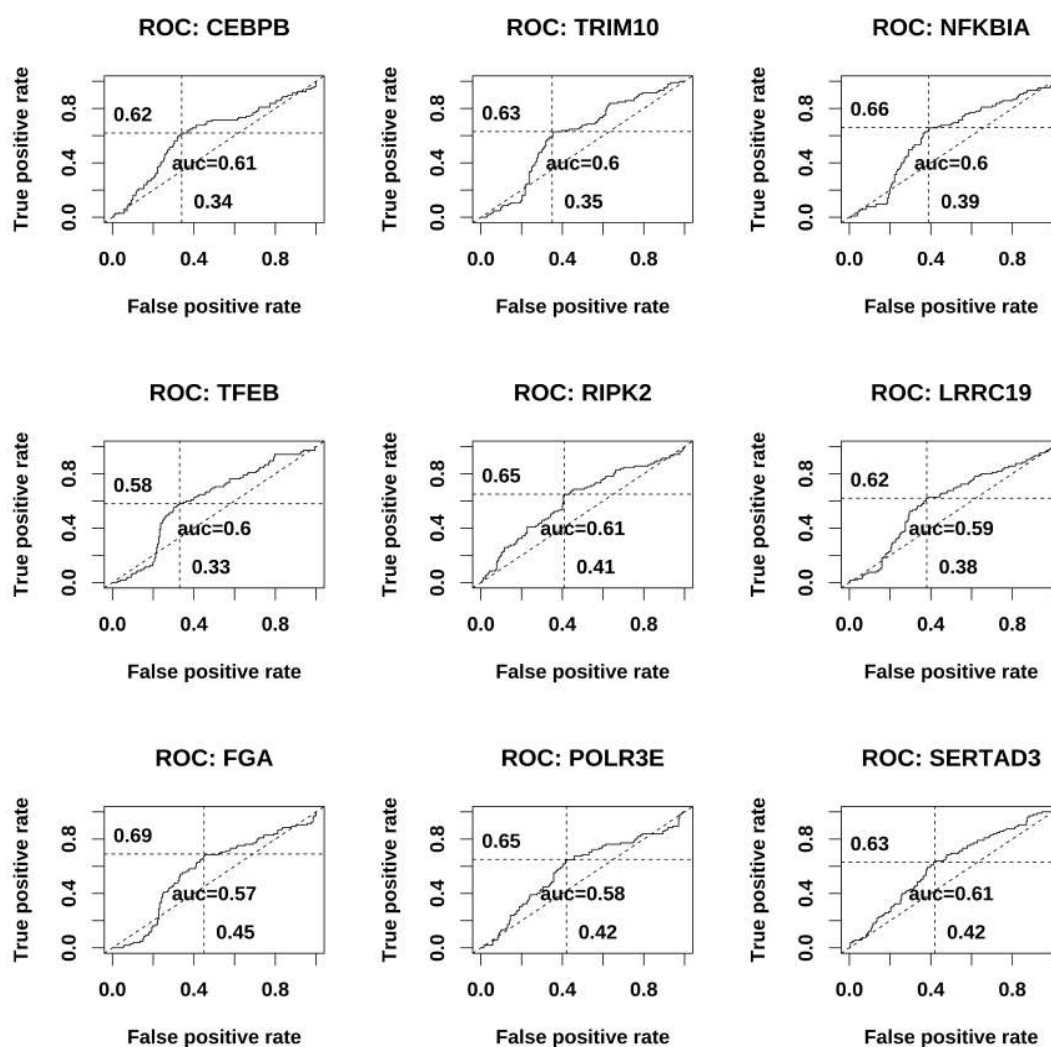 ROC: CEBPB
True positive rate
0.0 0.4 0.8
0.62
auc=0.61
0.34
0.0 0.4 0.8
False positive rate
ROC: TRIM10
True positive rate
0.0 0.4 0.8
0.63
auc=0.6
0.35
0.0 0.4 0.8
False positive rate
ROC: NFKBIA
True positive rate
0.0 0.4 0.8
0.66
auc=0.6
0.39
0.0 0.4 0.8
False positive rate
ROC: TFEB
True positive rate
0.0 0.4 0.8
0.58
auc=0.6
0.33
0.0 0.4 0.8
False positive rate
ROC: RIPK2
True positive rate
0.0 0.4 0.8
0.65
auc=0.61
0.41
0.0 0.4 0.8
False positive rate
ROC: LRRC19
True positive rate
0.0 0.4 0.8
0.62
auc=0.59
0.38
0.0 0.4 0.8
False positive rate
ROC: FGA
True positive rate
0.0 0.4 0.8
0.69
auc=0.57
0.45
0.0 0.4 0.8
False positive rate
ROC: POLR3E
True positive rate
0.0 0.4 0.8
0.65
auc=0.58
0.42
0.0 0.4 0.8
False positive rate
ROC: SERTAD3
True positive rate
0.0 0.4 0.8
0.63
auc=0.61
0.42
0.0 0.4 0.8
False positive rate